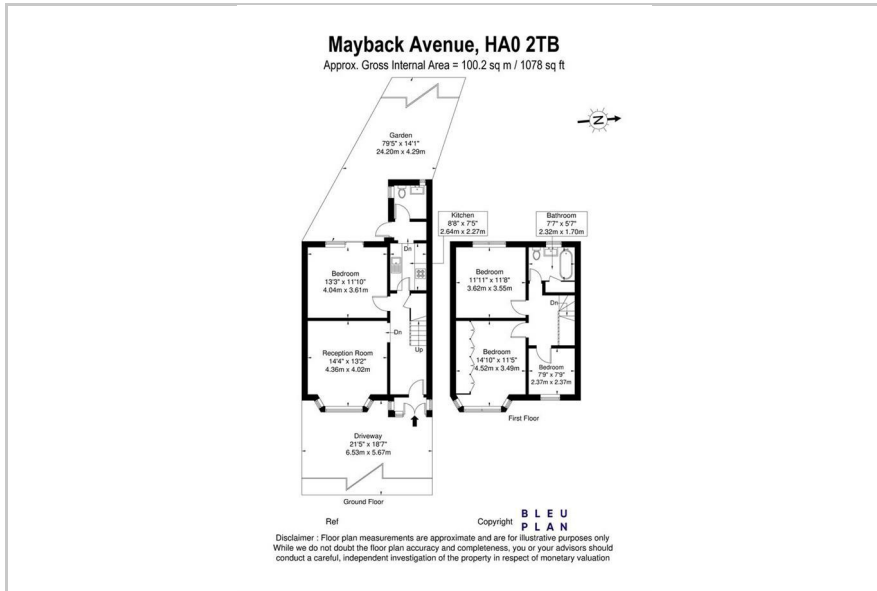 Mayback Avenue, HA0 2TB
Approx. Gross Internal Area = 100.2 sq m / 1078 sq ft
Garden
79'5" x 14'1"
24.20m x 4.29m
N
Kitchen
8'8" x 7'5"
2.64m x 2.27m
Bathroom
7'7" x 5'7"
2.32m x 1.70m
Dn
Bedroom
13'3" x 11'10"
4.04m x 3.61m
Bedroom
11'11" x 11'8"
3.62m x 3.55m
Dn
Dn
Reception Room
14'4" x 13'2"
4.36m x 4.02m
Up
Bedroom
14'10" x 11'5"
4.52m x 3.49m
Bedroom
7'9" x 7'9"
2.37m x 2.37m
First Floor
Driveway
21'5" x 18'7"
6.53m x 5.67m
Ground Floor
Ref
Copyright
BLEU
PLAN
Disclaimer : Floor plan measurements are approximate and are for illustrative purposes only
While we do not doubt the floor plan accuracy and completeness, you or your advisors should
conduct a careful, independent investigation of the property in respect of monetary valuation